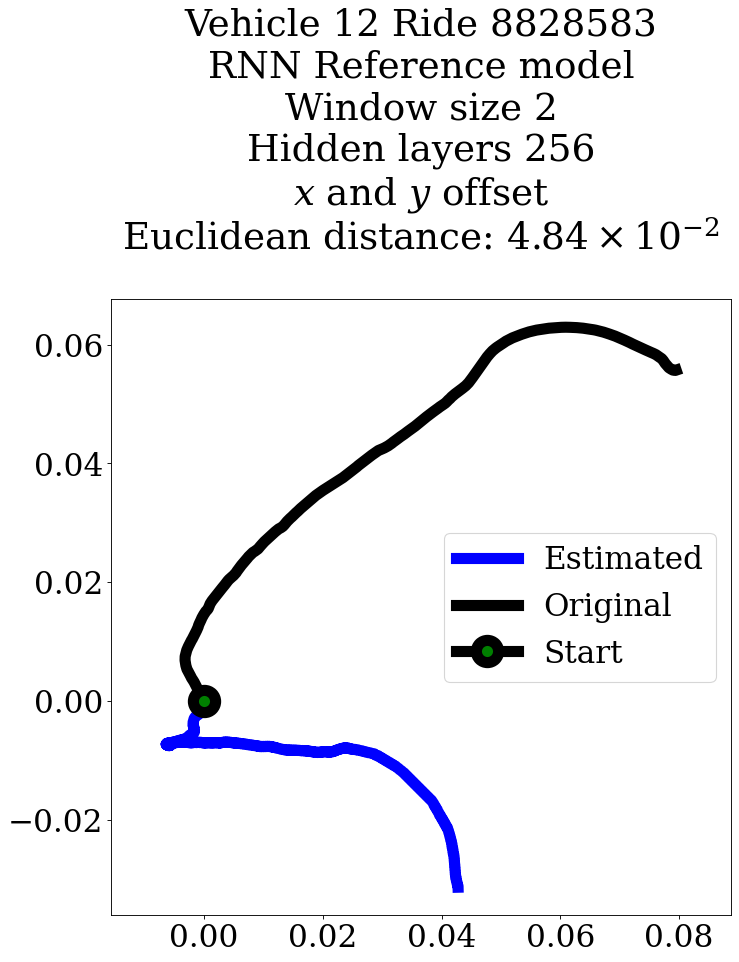 Vehicle 12 Ride 8828583
RNN Reference model
Window size 2
Hidden layers 256
x and y offset
Euclidean distance: 4.84 × 10⁻²
0.06
0.04
0.02
0.00
−0.02
Estimated
Original
Start
0.00 0.02 0.04 0.06 0.08